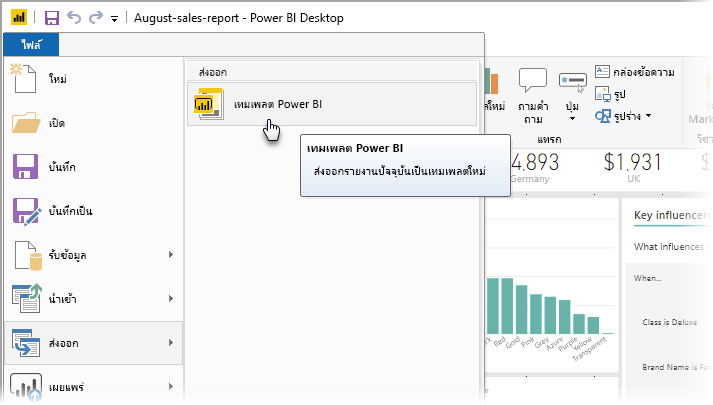 August-sales-report - Power BI Desktop
ไฟล์
ใหม่
เปิด
บันทึก
บันทึกเป็น
รับข้อมูล
นำเข้า
ส่งออก
เผยแพร่
ส่งออก
เทมเพลต Power BI
เทมเพลต Power BI
ส่งออกรายงานปัจจุบันเป็นเทมเพลตใหม่
ถามคำ
ถาม
ปุ่ม
กล่องข้อความ
รูป
รูปร่าง
แทรก
4,893
Germany
$1,931
UK
Key influencers
What influences
When...
Class is Deluxe
Brand Name is
Red
Gold
Pink
Grey
Azure
Purple
Yellow
Transparent